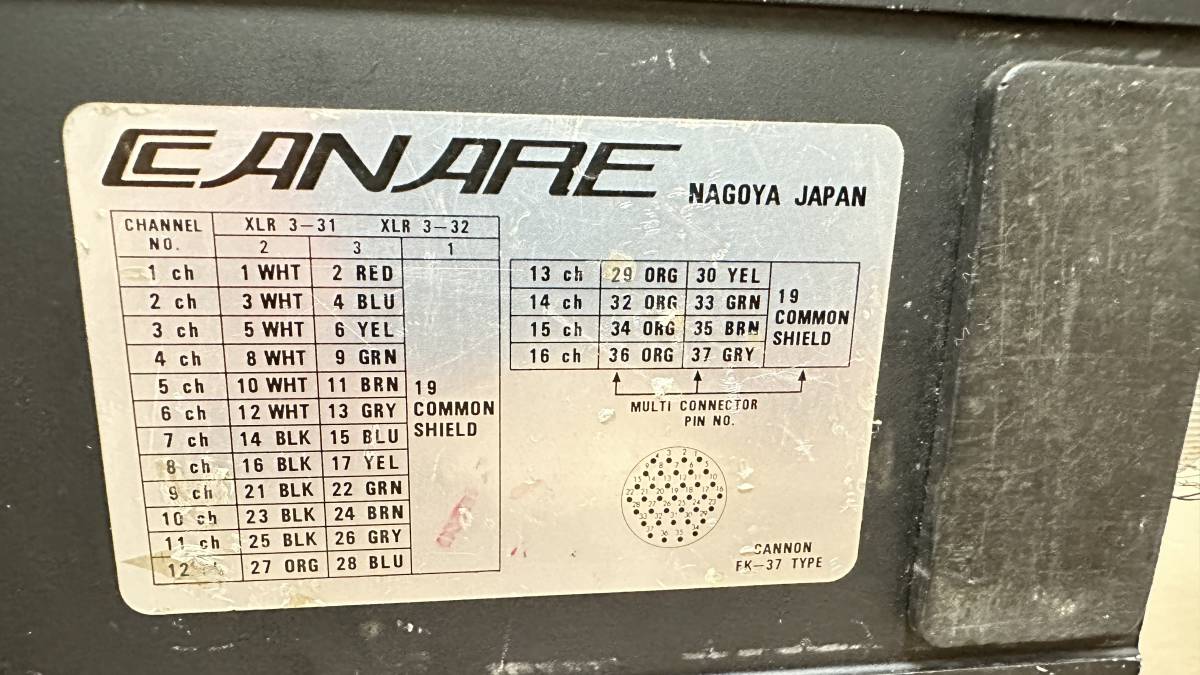 CANARE
NAGOYA JAPAN
CHANNEL NO. XLR 3-31 XLR 3-32
2 3 1
1 ch 1 WHT 2 RED
2 ch 3 WHT 4 BLU
3 ch 5 WHT 6 YEL
4 ch 8 WHT 9 GRN
5 ch 10 WHT 11 BRN
6 ch 12 WHT 13 GRY
7 ch 14 BLK 15 BLU
8 ch 16 BLK 17 YEL
9 ch 21 BLK 22 GRN
10 ch 23 BLK 24 BRN
11 ch 25 BLK 26 GRY
12 27 ORG 28 BLU
19
COMMON
SHIELD
13 ch 29 ORG 30 YEL
14 ch 32 ORG 33 GRN
15 ch 34 ORG 35 BRN
16 ch 36 ORG 37 GRY
19
COMMON
SHIELD
MULTI CONNECTOR
PIN NO.
CANNON
FK-37 TYPE